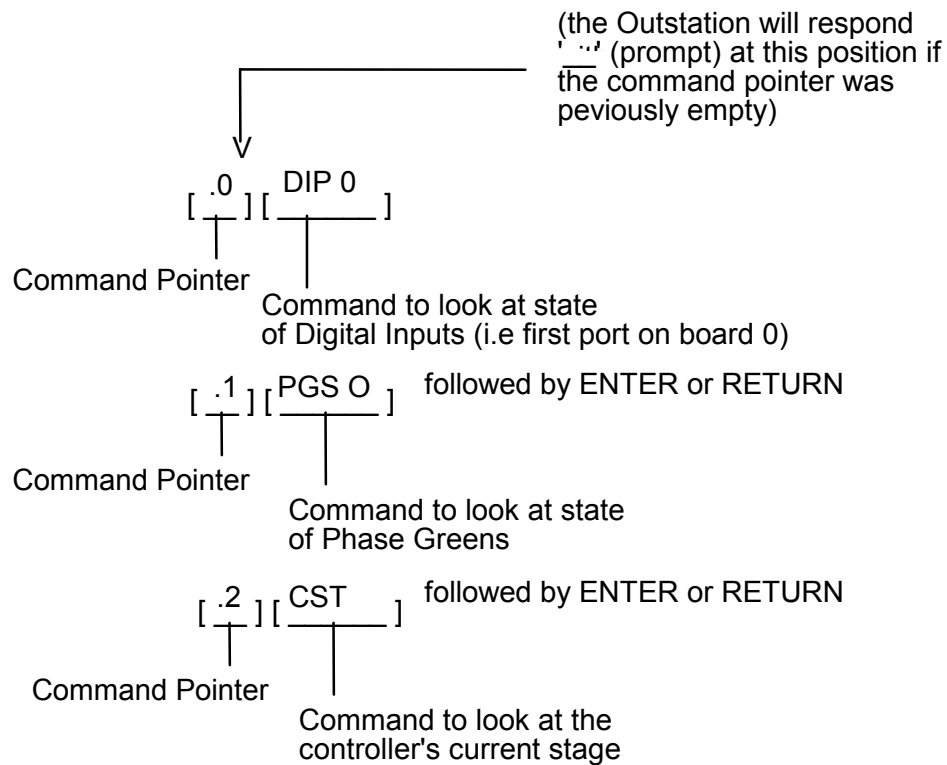 (the Outstation will respond
(prompt) at this position if
the command pointer was
peviously empty)
V
[ .0 ] [ DIP 0 ]
Command Pointer
Command to look at state
of Digital Inputs (i.e first port on board 0)
[ .1 ] [ PGS O ] followed by ENTER or RETURN
Command Pointer
Command to look at state
of Phase Greens
[ .2 ] [ CST ] followed by ENTER or RETURN
Command Pointer
Command to look at the
controller's current stage